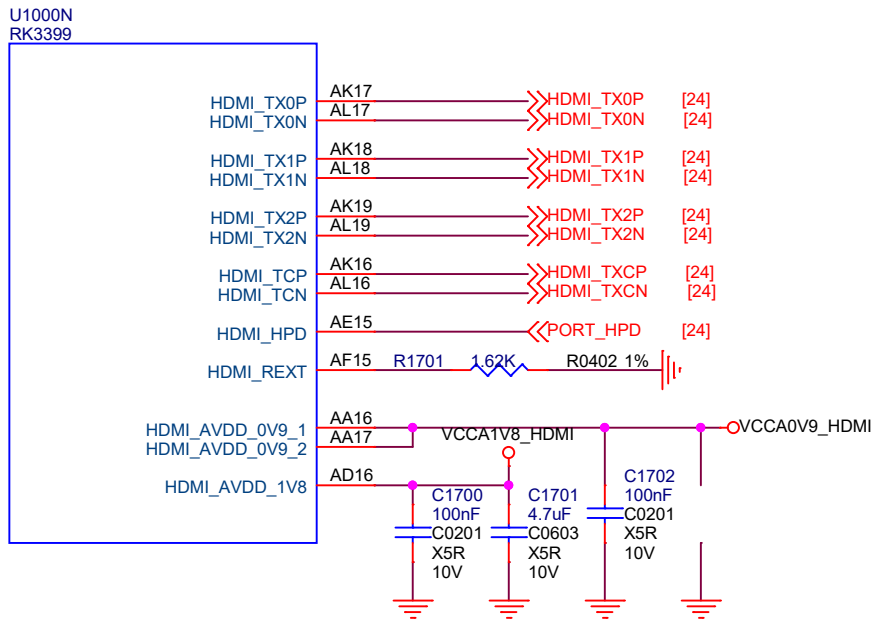 U1000N
RK3399
HDMI_TX0P AK17 HDMI_TX0P [24]
HDMI_TX0N AL17 HDMI_TX0N [24]
HDMI_TX1P AK18 HDMI_TX1P [24]
HDMI_TX1N AL18 HDMI_TX1N [24]
HDMI_TX2P AK19 HDMI_TX2P [24]
HDMI_TX2N AL19 HDMI_TX2N [24]
HDMI_TCP AK16 HDMI_TXCP [24]
HDMI_TCN AL16 HDMI_TXCN [24]
HDMI_HPD AE15 PORT_HPD [24]
HDMI_REXT AF15 R1701 1.62K R0402 1%
HDMI_AVDD_0V9_1 AA16 VCCA0V9_HDMI
HDMI_AVDD_0V9_2 AA17 VCCA1V8_HDMI
HDMI_AVDD_1V8 AD16
C1700
100nF
C0201
X5R
10V
C1701
4.7uF
C0603
X5R
10V
C1702
100nF
C0201
X5R
10V